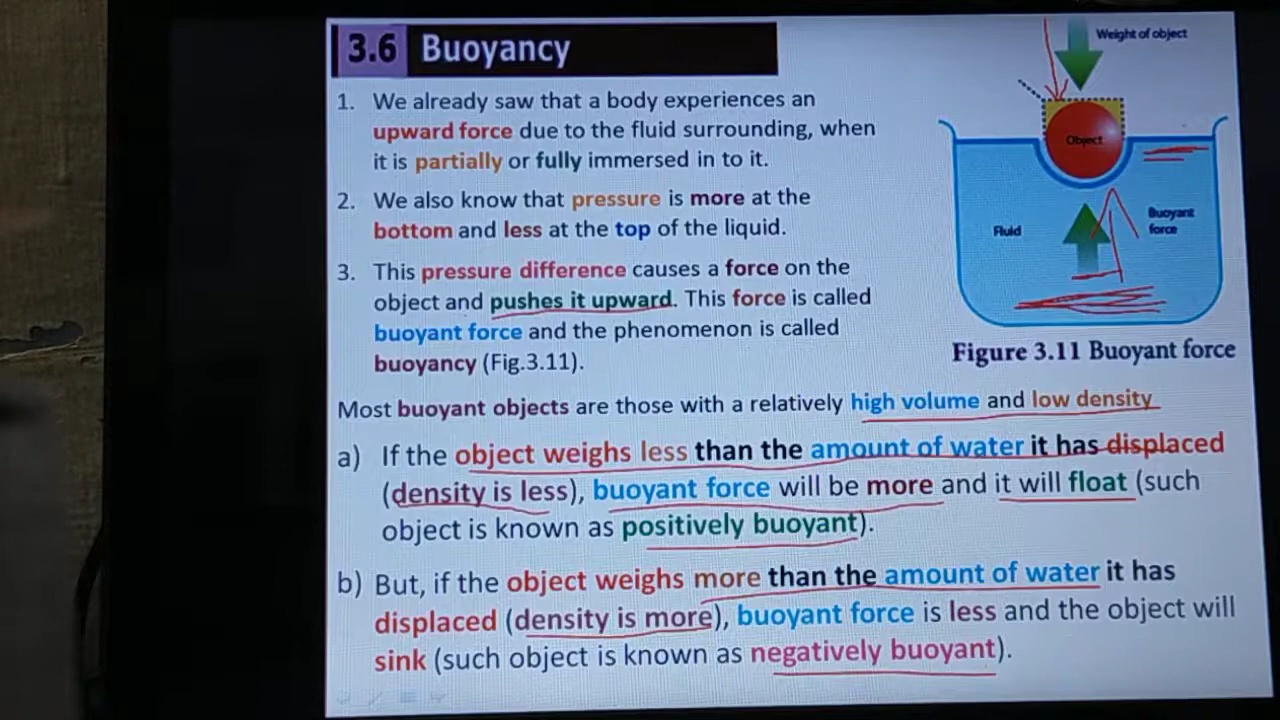 3.6 Buoyancy
1. We already saw that a body experiences an
upward force due to the fluid surrounding, when
it is partially or fully immersed in to it.
2. We also know that pressure is more at the
bottom and less at the top of the liquid.
3. This pressure difference causes a force on the
object and pushes it upward. This force is called
buoyant force and the phenomenon is called
buoyancy (Fig.3.11).
Weight of object
Object
Fluid
Buoyant
force
Figure 3.11 Buoyant force
Most buoyant objects are those with a relatively high volume and low density
a) If the object weighs less than the amount of water it has displaced
(density is less), buoyant force will be more and it will float (such
object is known as positively buoyant).
b) But, if the object weighs more than the amount of water it has
displaced (density is more), buoyant force is less and the object will
sink (such object is known as negatively buoyant).